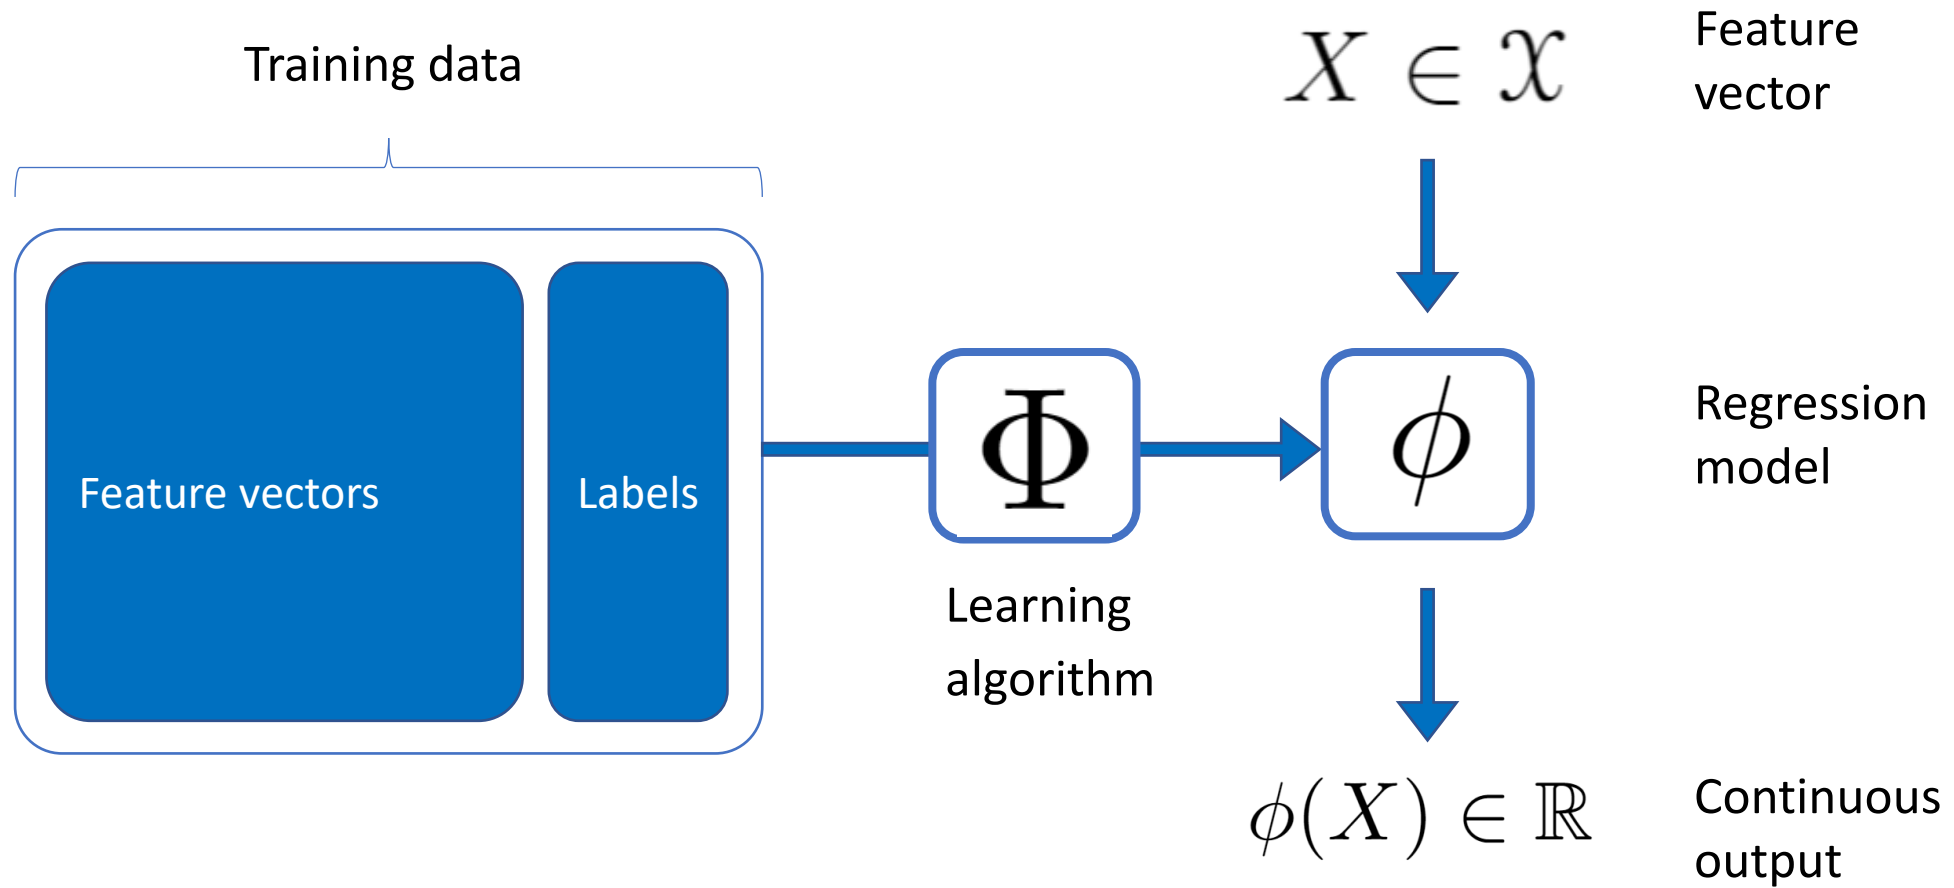 Training data
Feature vectors
Labels
Φ
Learning
algorithm
X ∈ 𝒳
Feature
vector
ϕ
Regression
model
ϕ(X) ∈ ℝ
Continuous
output